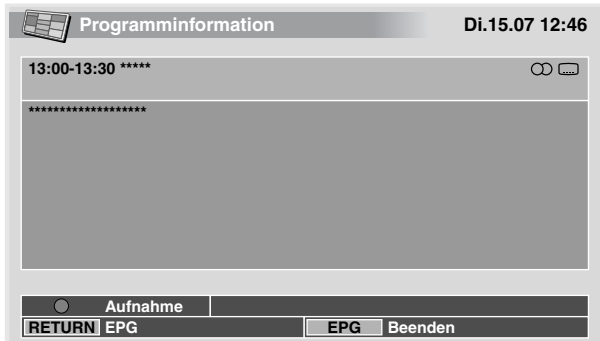 Programminformation Di.15.07 12:46
13:00-13:30 *****
*******************
Aufnahme
RETURN EPG EPG Beenden